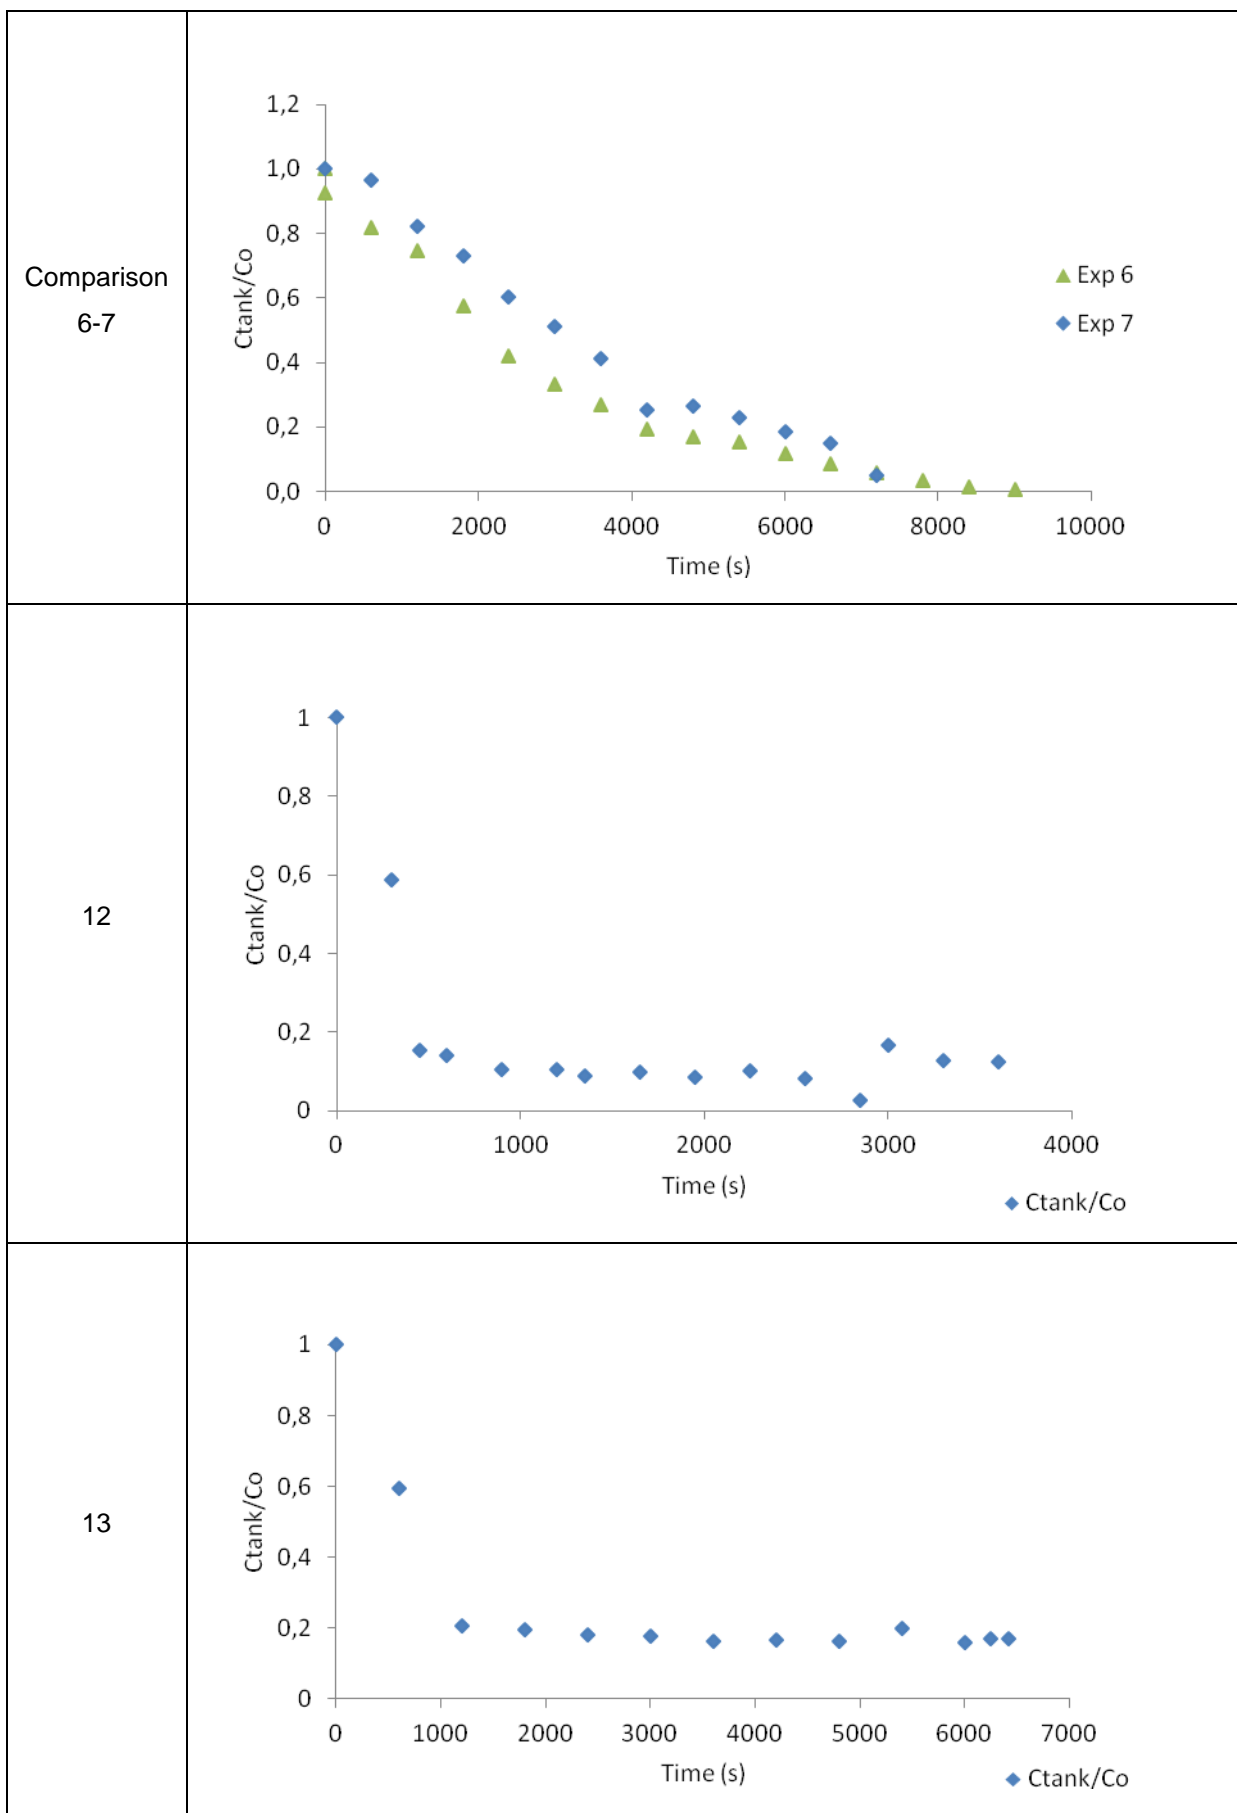 Comparison
6-7
1,2
1,0
0,8
0,6
0,4
0,2
0,0
Ctank/Co
0 2000 4000 6000 8000 10000
Time (s)
Exp 6
Exp 7
12
1
0,8
0,6
0,4
0,2
0
Ctank/Co
0 1000 2000 3000 4000
Time (s)
Ctank/Co
13
1
0,8
0,6
0,4
0,2
0
Ctank/Co
0 1000 2000 3000 4000 5000 6000 7000
Time (s)
Ctank/Co